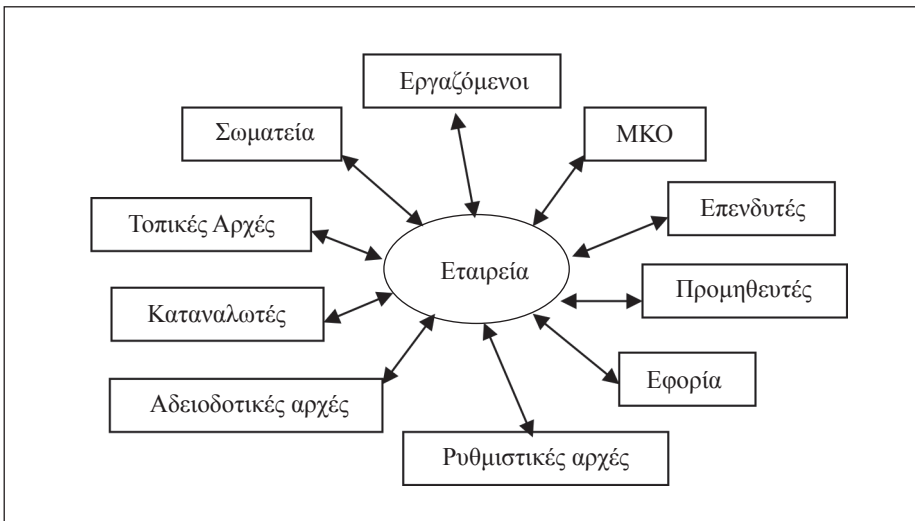 Εργαζόμενοι
Σωματεία
ΜΚΟ
Τοπικές Αρχές
Επενδυτές
Εταιρεία
Καταναλωτές
Προμηθευτές
Αδειοδοτικές αρχές
Εφορία
Ρυθμιστικές αρχές